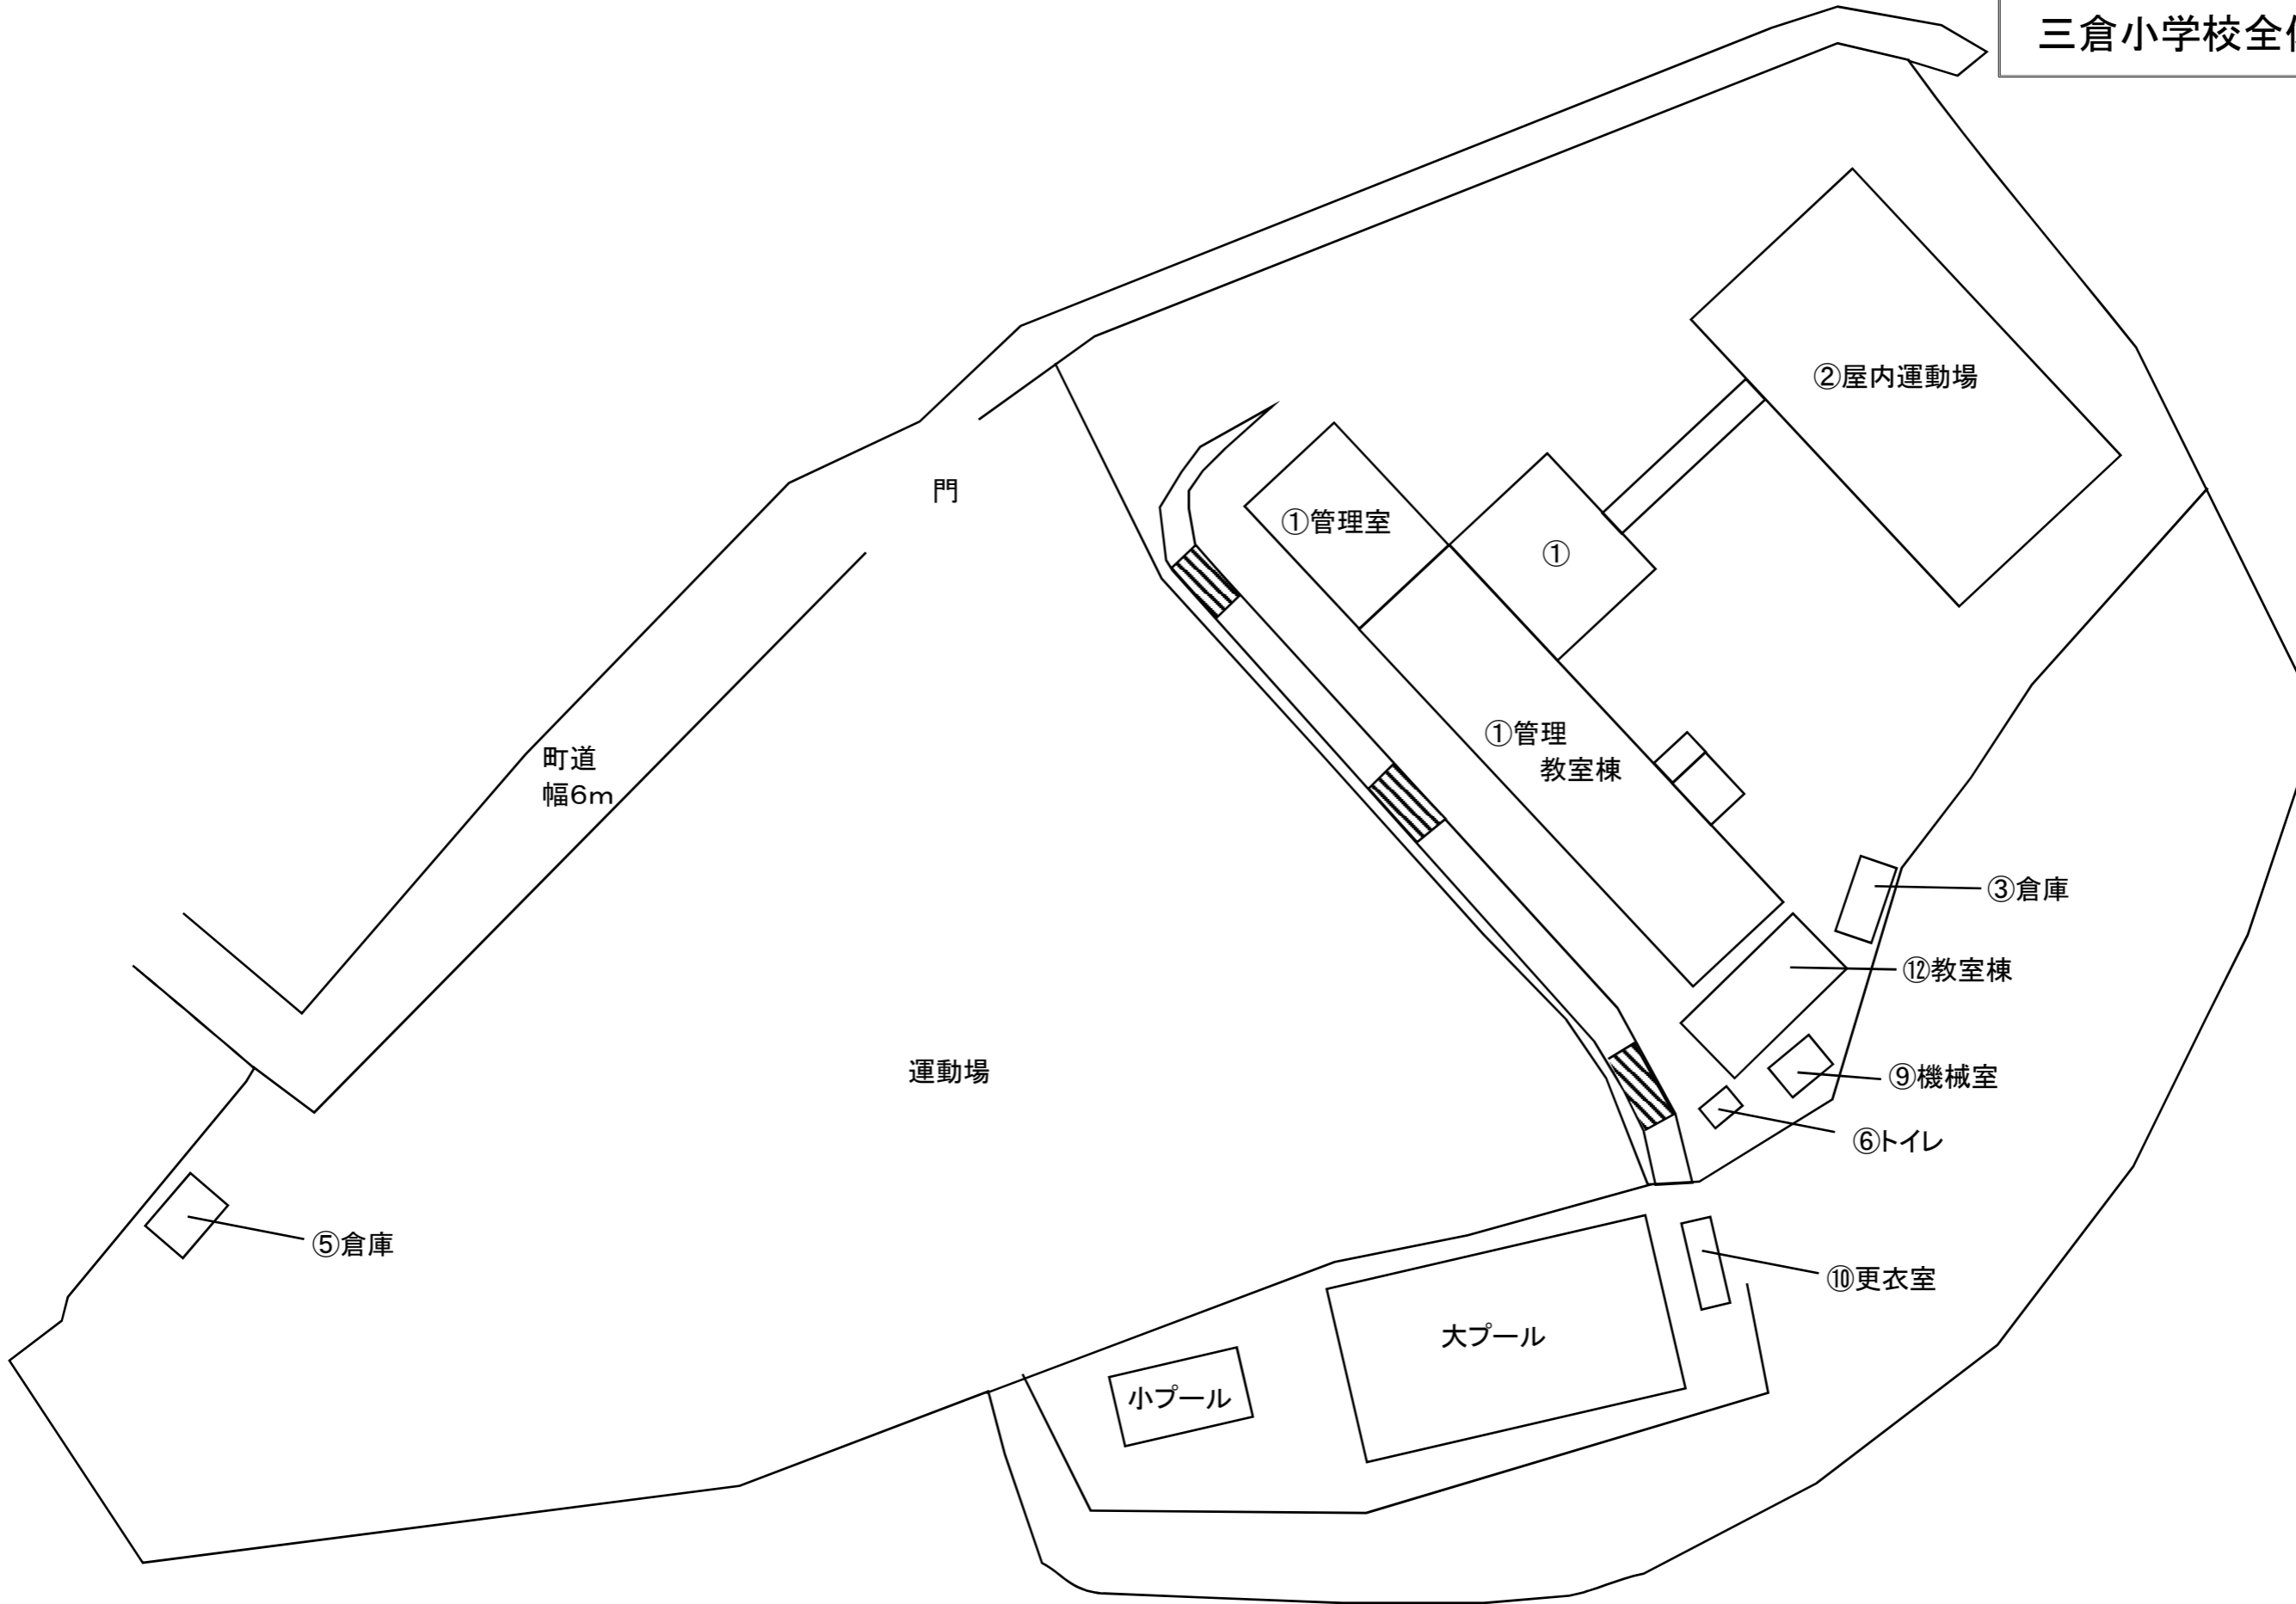 三倉小学校全
②屋内運動場
門
①管理室
①
①管理
教室棟
町道
幅6m
③倉庫
⑫教室棟
運動場
⑨機械室
⑥トイレ
⑤倉庫
⑩更衣室
大プール
小プール